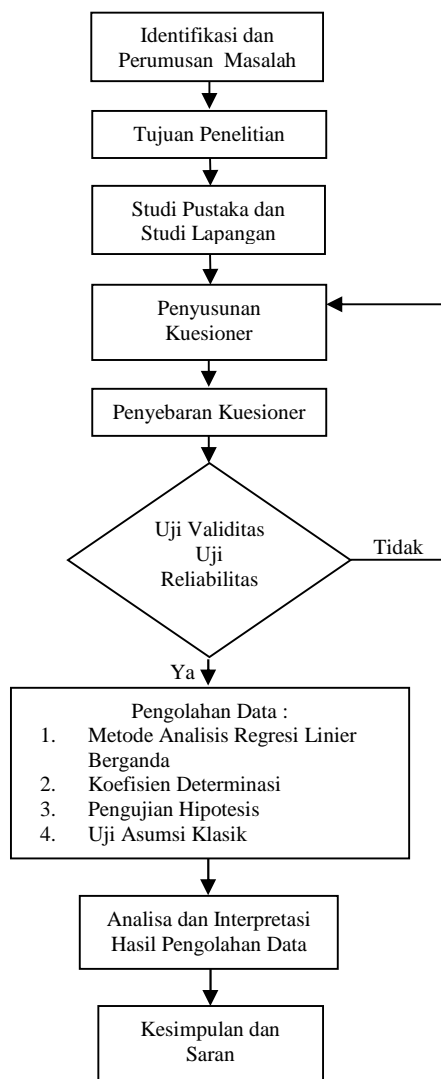 Identifikasi dan
Perumusan Masalah
Tujuan Penelitian
Studi Pustaka dan
Studi Lapangan
Penyusunan
Kuesioner
Penyebaran Kuesioner
Uji Validitas
Uji
Reliabilitas
Tidak
Ya
Pengolahan Data :
1. Metode Analisis Regresi Linier
Berganda
2. Koefisien Determinasi
3. Pengujian Hipotesis
4. Uji Asumsi Klasik
Analisa dan Interpretasi
Hasil Pengolahan Data
Kesimpulan dan
Saran